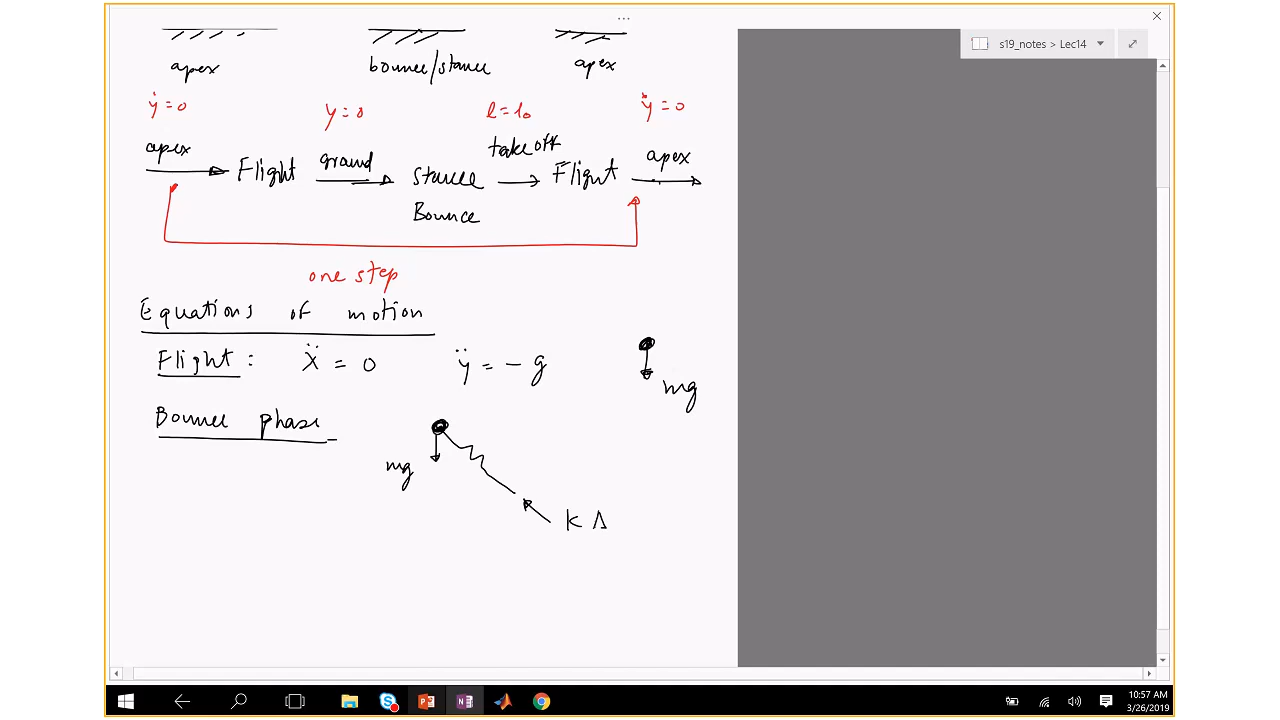 s19_notes > Lec14
apex bounce/stance apex
ẏ=0 y=0 l=l₀ ẏ=0
apex Flight ground Stance take off Flight apex
Bounce
one step
Equations of motion
Flight: ẍ = 0 ÿ = - g
mg
Bounce phase
mg
K Δ
10:57 AM
3/26/2019